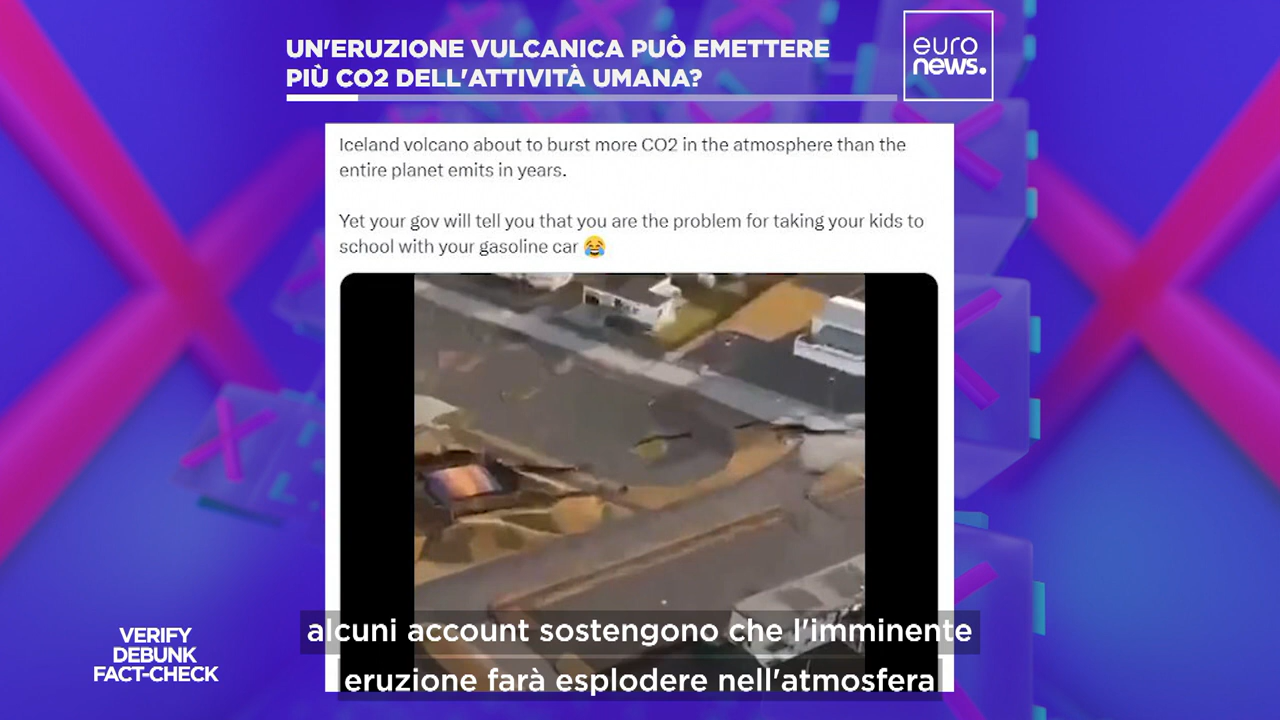 UN'ERUZIONE VULCANICA PUÒ EMETTERE
PIÙ CO2 DELL'ATTIVITÀ UMANA?
euro
news.
Iceland volcano about to burst more CO2 in the atmosphere than the
entire planet emits in years.
Yet your gov will tell you that you are the problem for taking your kids to
school with your gasoline car 😂
alcuni account sostengono che l'imminente
eruzione farà esplodere nell'atmosfera
VERIFY
DEBUNK
FACT-CHECK